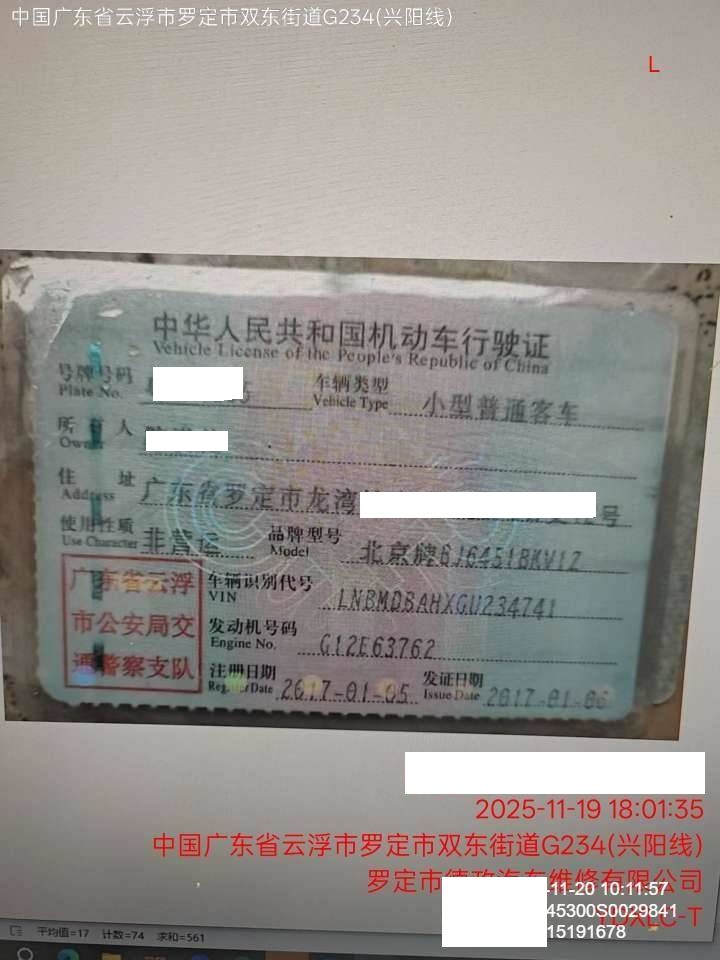 中国广东省云浮市罗定市双东街道G234(兴阳线)
L
中华人民共和国机动车行驶证
Vehicle License of the People's Republic of China
号牌号码
Plate No.
车辆类型
Vehicle Type
小型普通客车
所有人
Owner
住址
Address
广东省罗定市龙湾
号
使用性质
Use Character
非营运
品牌型号
Model
北京牌BJ6451BKV1Z
广东省云浮
市公安局交
通警察支队
车辆识别代号
VIN
LNBMDBAHXGU234741
发动机号码
Engine No.
G12E63762
注册日期
Register Date
2017-01-05
发证日期
Issue Date
2017-01-06
2025-11-19 18:01:35
中国广东省云浮市罗定市双东街道G234(兴阳线)
罗定市德政汽车维修有限公司
-11-20 10:11:57
45300S0029841
15191678
平均值=17 计数=74 求和=561